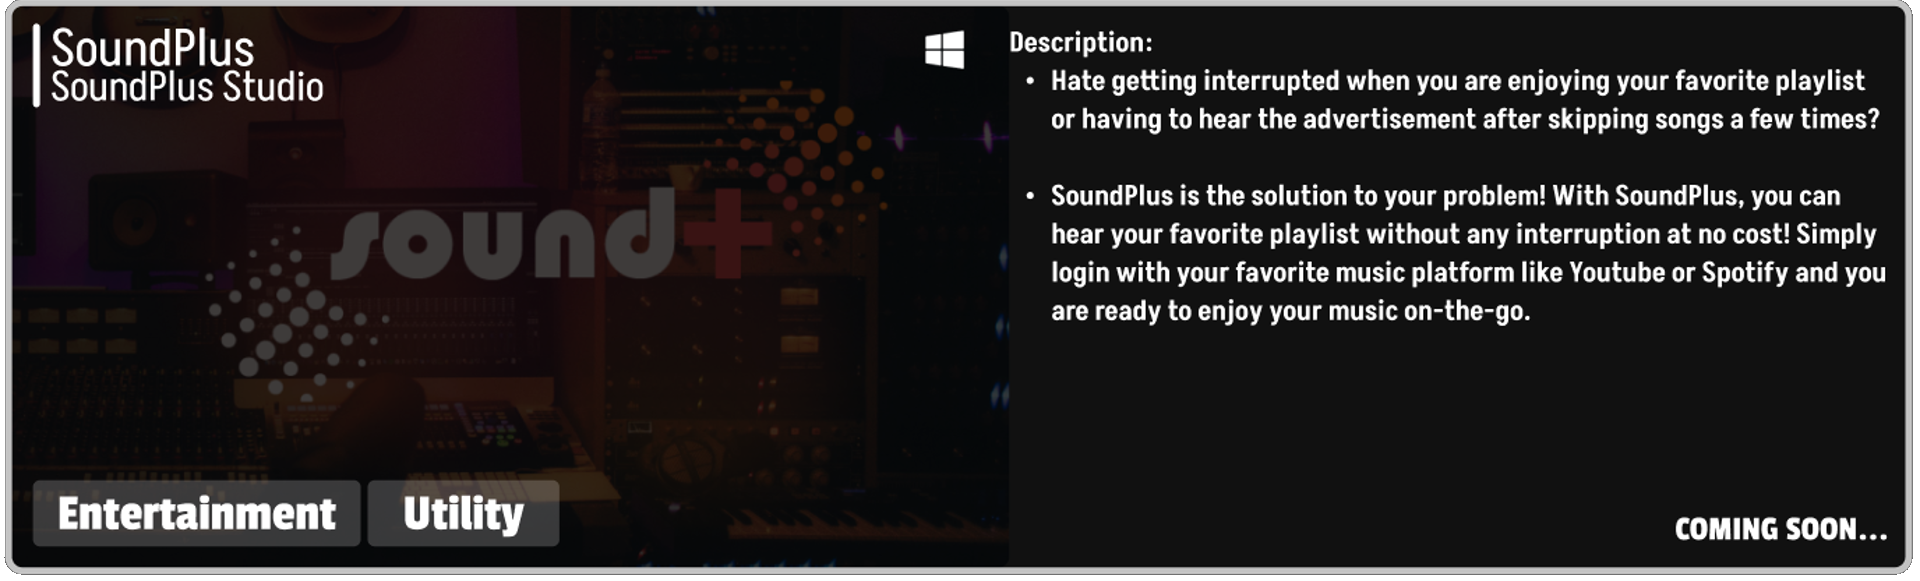 SoundPlus
SoundPlus Studio
sound+
Entertainment
Utility
Description:
• Hate getting interrupted when you are enjoying your favorite playlist
or having to hear the advertisement after skipping songs a few times?
• SoundPlus is the solution to your problem! With SoundPlus, you can
hear your favorite playlist without any interruption at no cost! Simply
login with your favorite music platform like Youtube or Spotify and you
are ready to enjoy your music on-the-go.
COMING SOON...